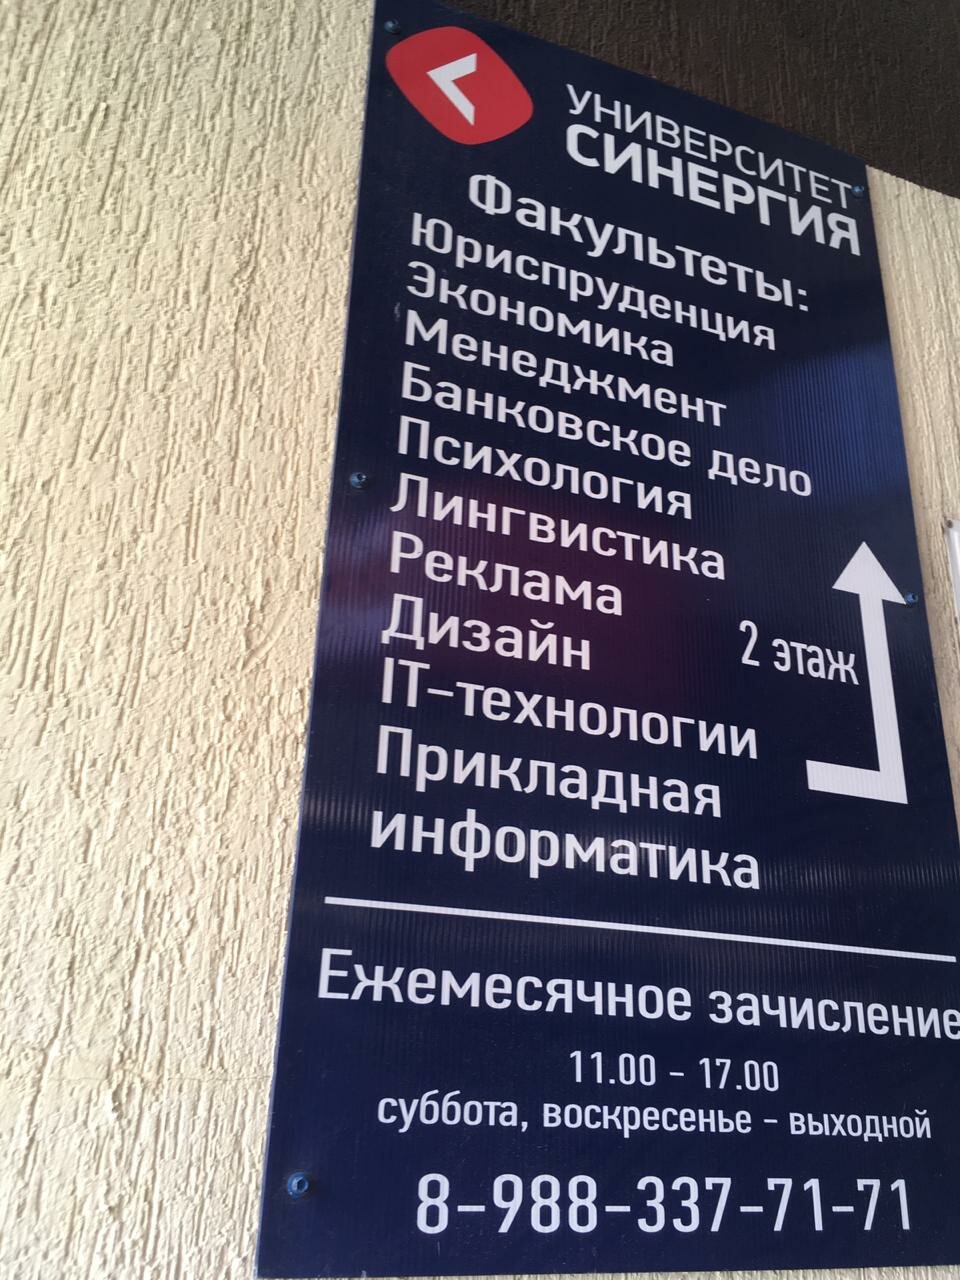 УНИВЕРСИТЕТ
СИНЕРГИЯ
Факультеты:
Юриспруденция
Экономика
Менеджмент
Банковское дело
Психология
Лингвистика
Реклама
Дизайн
2 этаж
IT-технологии
Прикладная
информатика
Ежемесячное зачисление
11.00 - 17.00
суббота, воскресенье - выходной
8-988-337-71-71